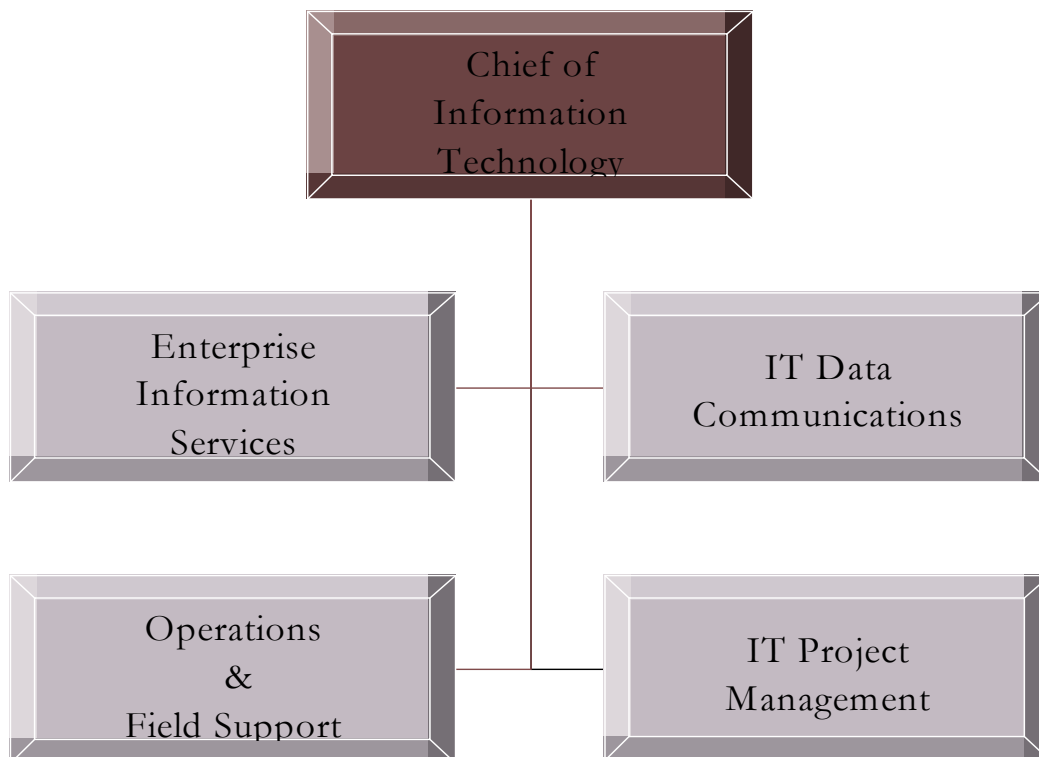 Chief of
Information
Technology
Enterprise
Information
Services
IT Data
Communications
Operations
&
Field Support
IT Project
Management